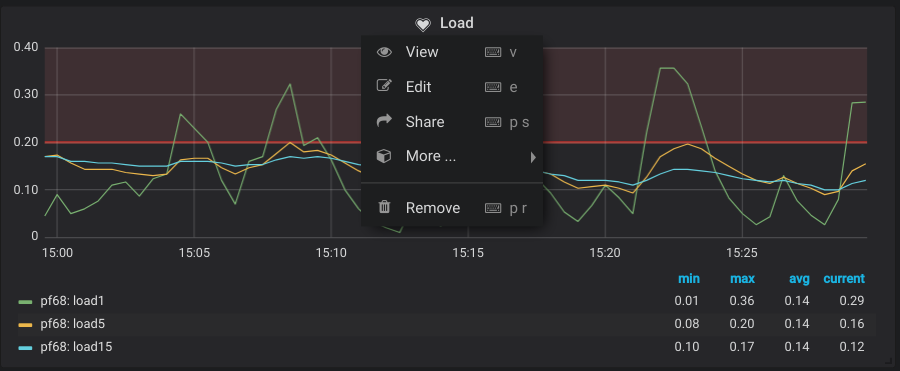 Load
0.40
View v
0.30
Edit e
Share p s
0.20
More ...
0.10
Remove p r
0
15:00 15:05 15:10 15:15 15:20 15:25
min max avg current
pf68: load1 0.01 0.36 0.14 0.29
pf68: load5 0.08 0.20 0.14 0.16
pf68: load15 0.10 0.17 0.14 0.12